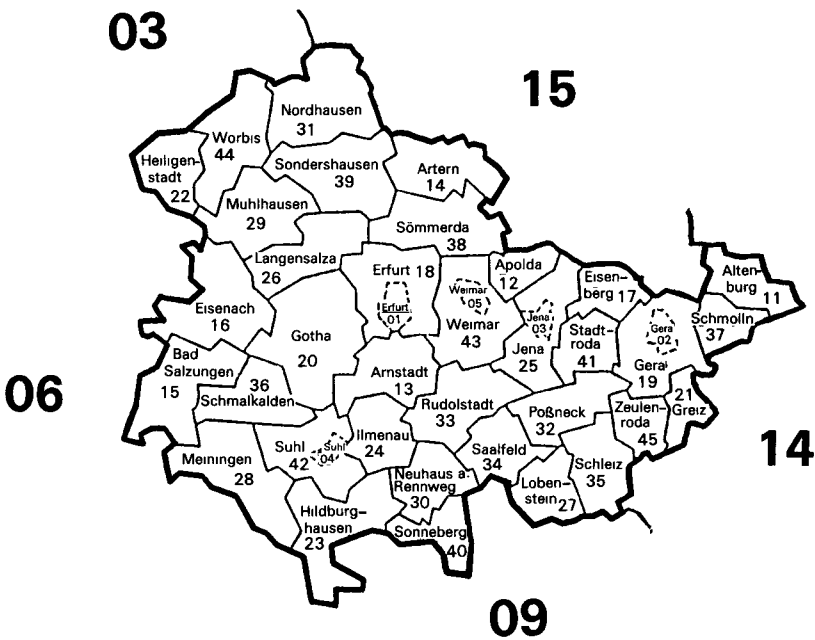 03
15
Nordhausen
31
Worbis
44
Heiligen-
stadt
22
Sondershausen
39
Artern
14
Muhlhausen
29
Sömmerda
38
Langensalza
26
Erfurt 18
Erfurt
01
Weimar
05
Weimar
43
Apolda
12
Eisen-
berg 17
Alten-
burg
11
Schmolln
37
Eisenach
16
Gotha
20
Jena
03
Jena
25
Stadt-
roda
41
Gera
02
Gera
19
Bad
Salzungen
15
36
Schmalkalden
Arnstadt
13
Rudolstadt
33
Poßneck
32
Zeulen-
roda
45
21
Greiz
06
14
Suhl
42
Suhl
04
Ilmenau
24
Saalfeld
34
Schleiz
35
Meiningen
28
Neuhaus a.
Rennweg
30
Loben-
stein
27
Hildburg-
hausen
23
Sonneberg
40
09